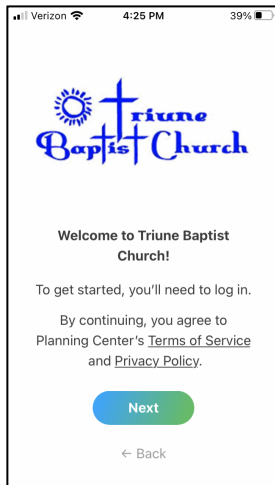 Verizon 4:25 PM 39%
Triune
Baptist Church
Welcome to Triune Baptist
Church!
To get started, you'll need to log in.
By continuing, you agree to
Planning Center's Terms of Service
and Privacy Policy.
Next
← Back